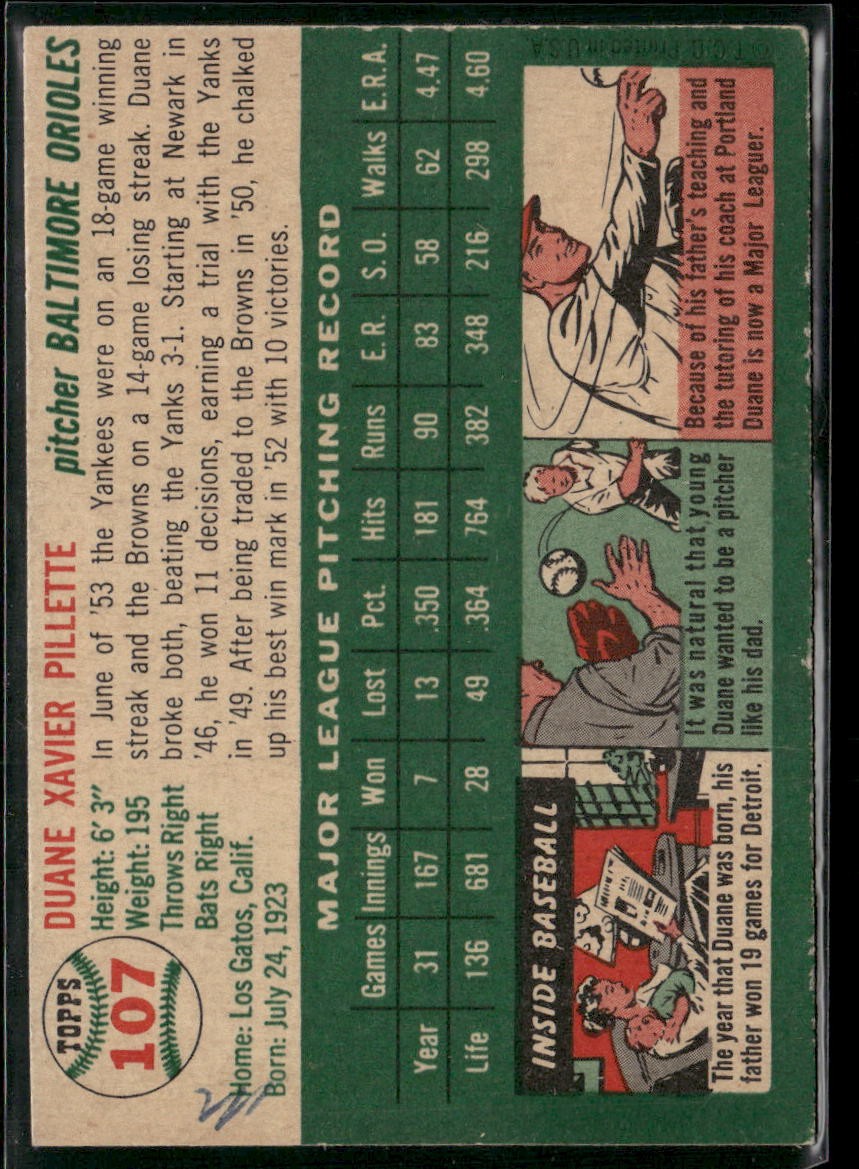 TOPPS
107
DUANE XAVIER PILLETTE pitcher BALTIMORE ORIOLES
Height: 6' 3"
Weight: 195
Throws Right
Bats Right
Home: Los Gatos, Calif.
Born: July 24, 1923
In June of '53 the Yankees were on an 18-game winning
streak and the Browns on a 14-game losing streak. Duane
broke both, beating the Yanks 3-1. Starting at Newark in
'46, he won 11 decisions, earning a trial with the Yanks
in '49. After being traded to the Browns in '50, he chalked
up his best win mark in '52 with 10 victories.
MAJOR LEAGUE PITCHING RECORD
Games Innings Won Lost Pct. Hits Runs E.R. S.O. Walks E.R.A.
Year 31 167 7 13 .350 181 90 83 58 62 4.47
Life 136 681 28 49 .364 764 382 348 216 298 4.60
INSIDE BASEBALL
The year that Duane was born, his
father won 19 games for Detroit.
It was natural that young
Duane wanted to be a pitcher
like his dad.
Because of his father's teaching and
the tutoring of his coach at Portland
Duane is now a Major Leaguer.
© T.C.G. Printed in U.S.A.